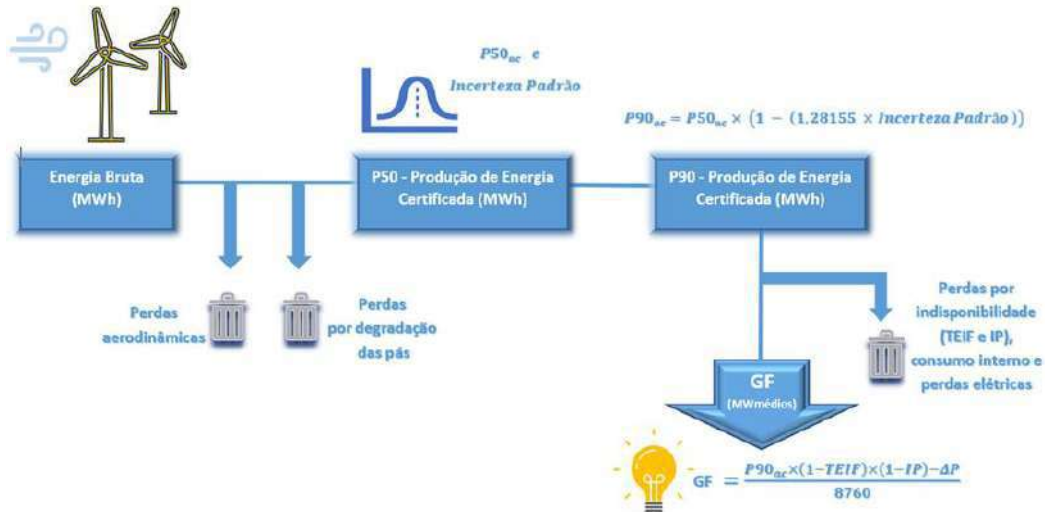 P50ac e
Incerteza Padrão
P90ac = P50ac × (1 − (1,28155 × Incerteza Padrão))
Energia Bruta
(MWh)
P50 - Produção de Energia
Certificada (MWh)
P90 - Produção de Energia
Certificada (MWh)
Perdas
aerodinâmicas
Perdas
por degradação
das pás
Perdas por
indisponibilidade
(TEIF e IP),
consumo interno e
perdas elétricas
GF
(MWmédios)
GF = P90ac×(1−TEIF)×(1−IP)−ΔP
8760